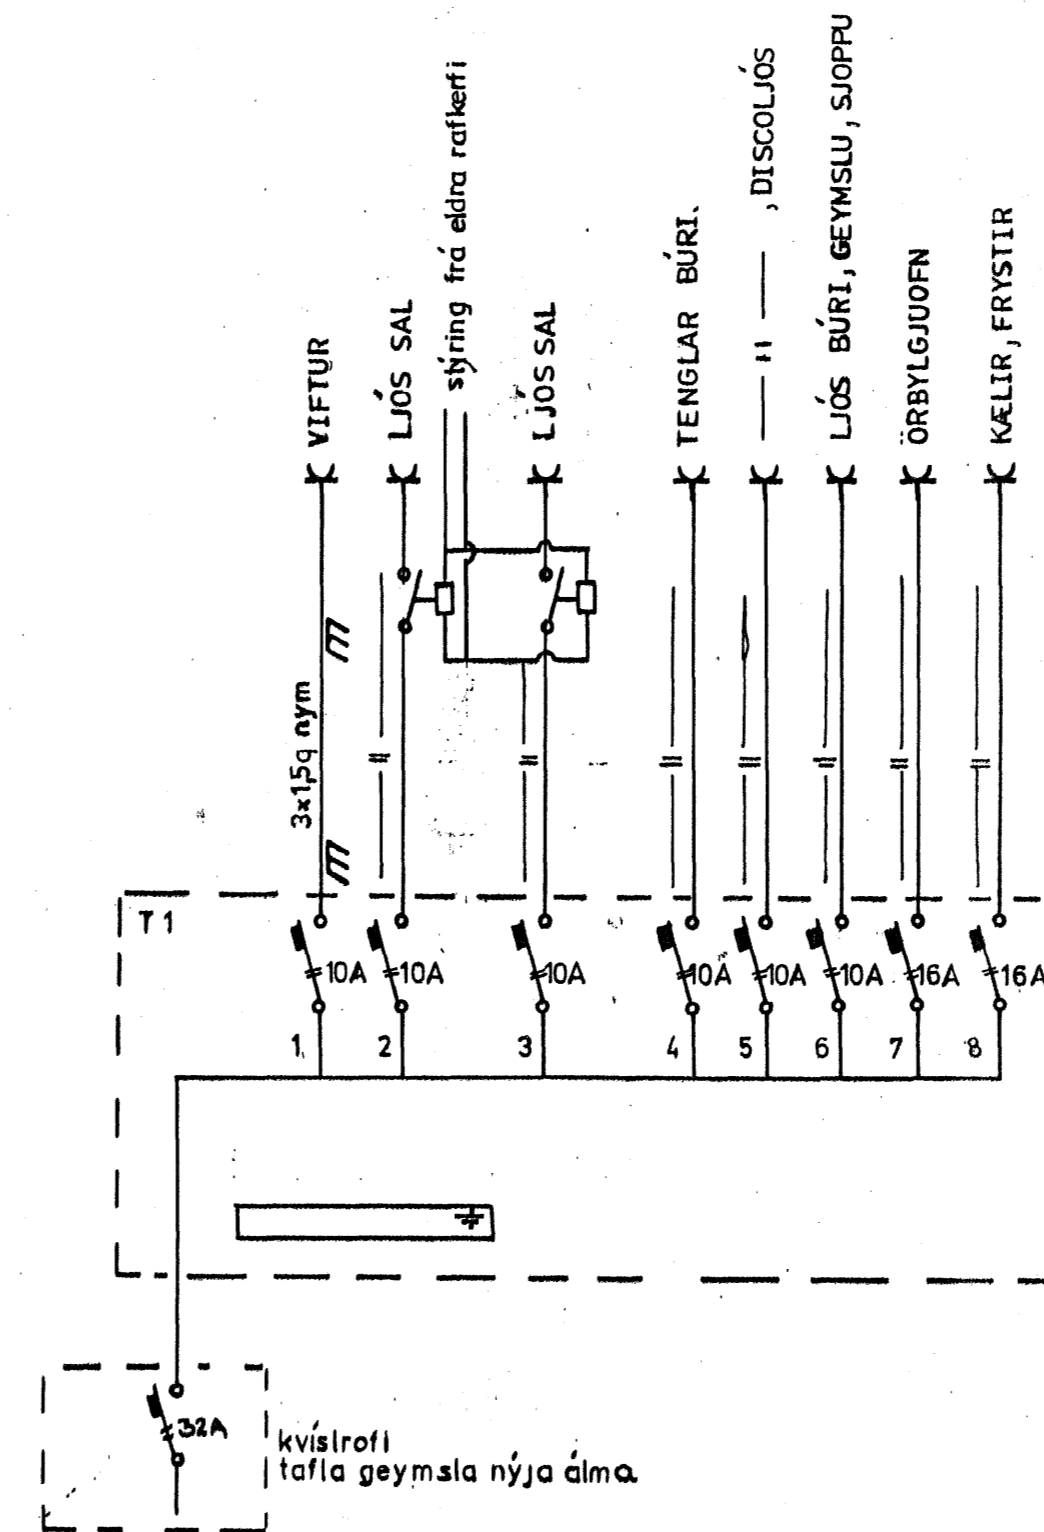 VIFTUR
LJÓS SAL
stýring frá eldra rafkerfi
LJÓS SAL
TENGLAR BÚRI.
— 11 — , DISCOLJÓS
LJÓS BÚRI, GEYMSLU, SJOPPU
ÖRBYLGJUOFN
KÆLIR, FRYSTIR
3x1,5q nym
T1
10A
10A
10A
10A
10A
10A
16A
16A
1
2
3
4
5
6
7
8
32A
kvíslrofi
tafla geymsla nýja álma